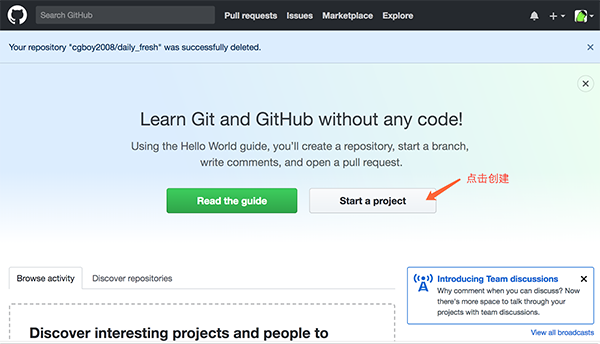 Search GitHub
Pull requests Issues Marketplace Explore
Your repository "cgboy2008/daily_fresh" was successfully deleted.
Learn Git and GitHub without any code!
Using the Hello World guide, you'll create a repository, start a branch,
write comments, and open a pull request.
Read the guide
Start a project
点击创建
Browse activity
Discover repositories
Introducing Team discussions
Why comment when you can discuss? Now
there's more space to talk through your
projects with team discussions.
View all broadcasts
Discover interesting projects and people to